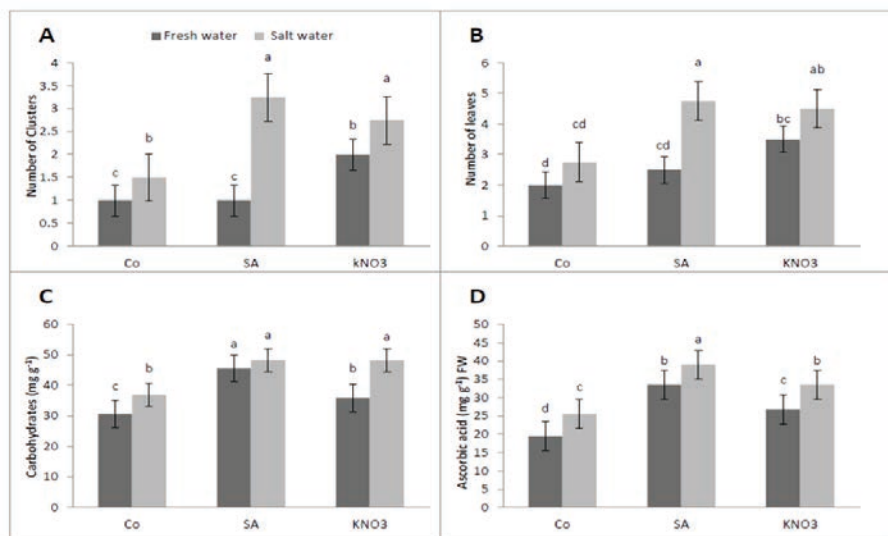 A
Fresh water Salt water
Number of Clusters
4
3.5
3
2.5
2
1.5
1
0.5
0
c b c a b a
Co SA kNO3
B
Number of leaves
6
5
4
3
2
1
0
d cd cd a bc ab
Co SA KNO3
C
Carbohydrates (mg g⁻¹)
60
50
40
30
20
10
0
c b a a b a
Co SA KNO3
D
Ascorbic acid (mg g⁻¹) FW
50
45
40
35
30
25
20
15
10
5
0
d c b a c b
Co SA KNO3